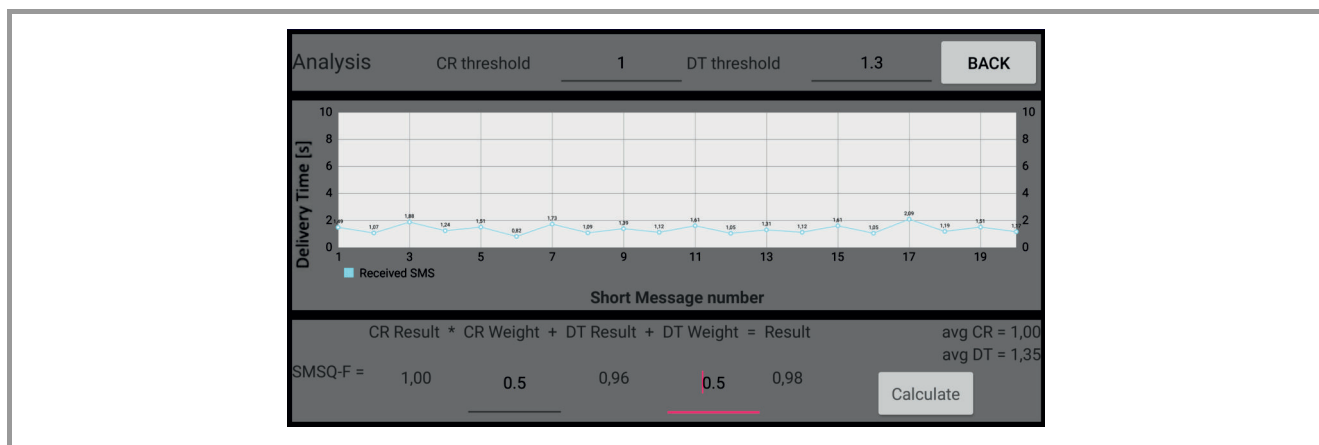 Analysis CR threshold 1 DT threshold 1.3 BACK
10 10
8 8
6 6
4 4
2 2
0 0
Delivery Time [s]
1,49 1,07 1,88 1,24 1,51 0,82 1,73 1,09 1,39 1,12 1,61 1,05 1,31 1,12 1,61 1,05 2,09 1,19 1,51 1,17
1 3 5 7 9 11 13 15 17 19
Received SMS
Short Message number
CR Result * CR Weight + DT Result + DT Weight = Result
avg CR = 1,00
avg DT = 1,35
SMSQ-F = 1,00 0.5 0,96 0.5 0,98
Calculate